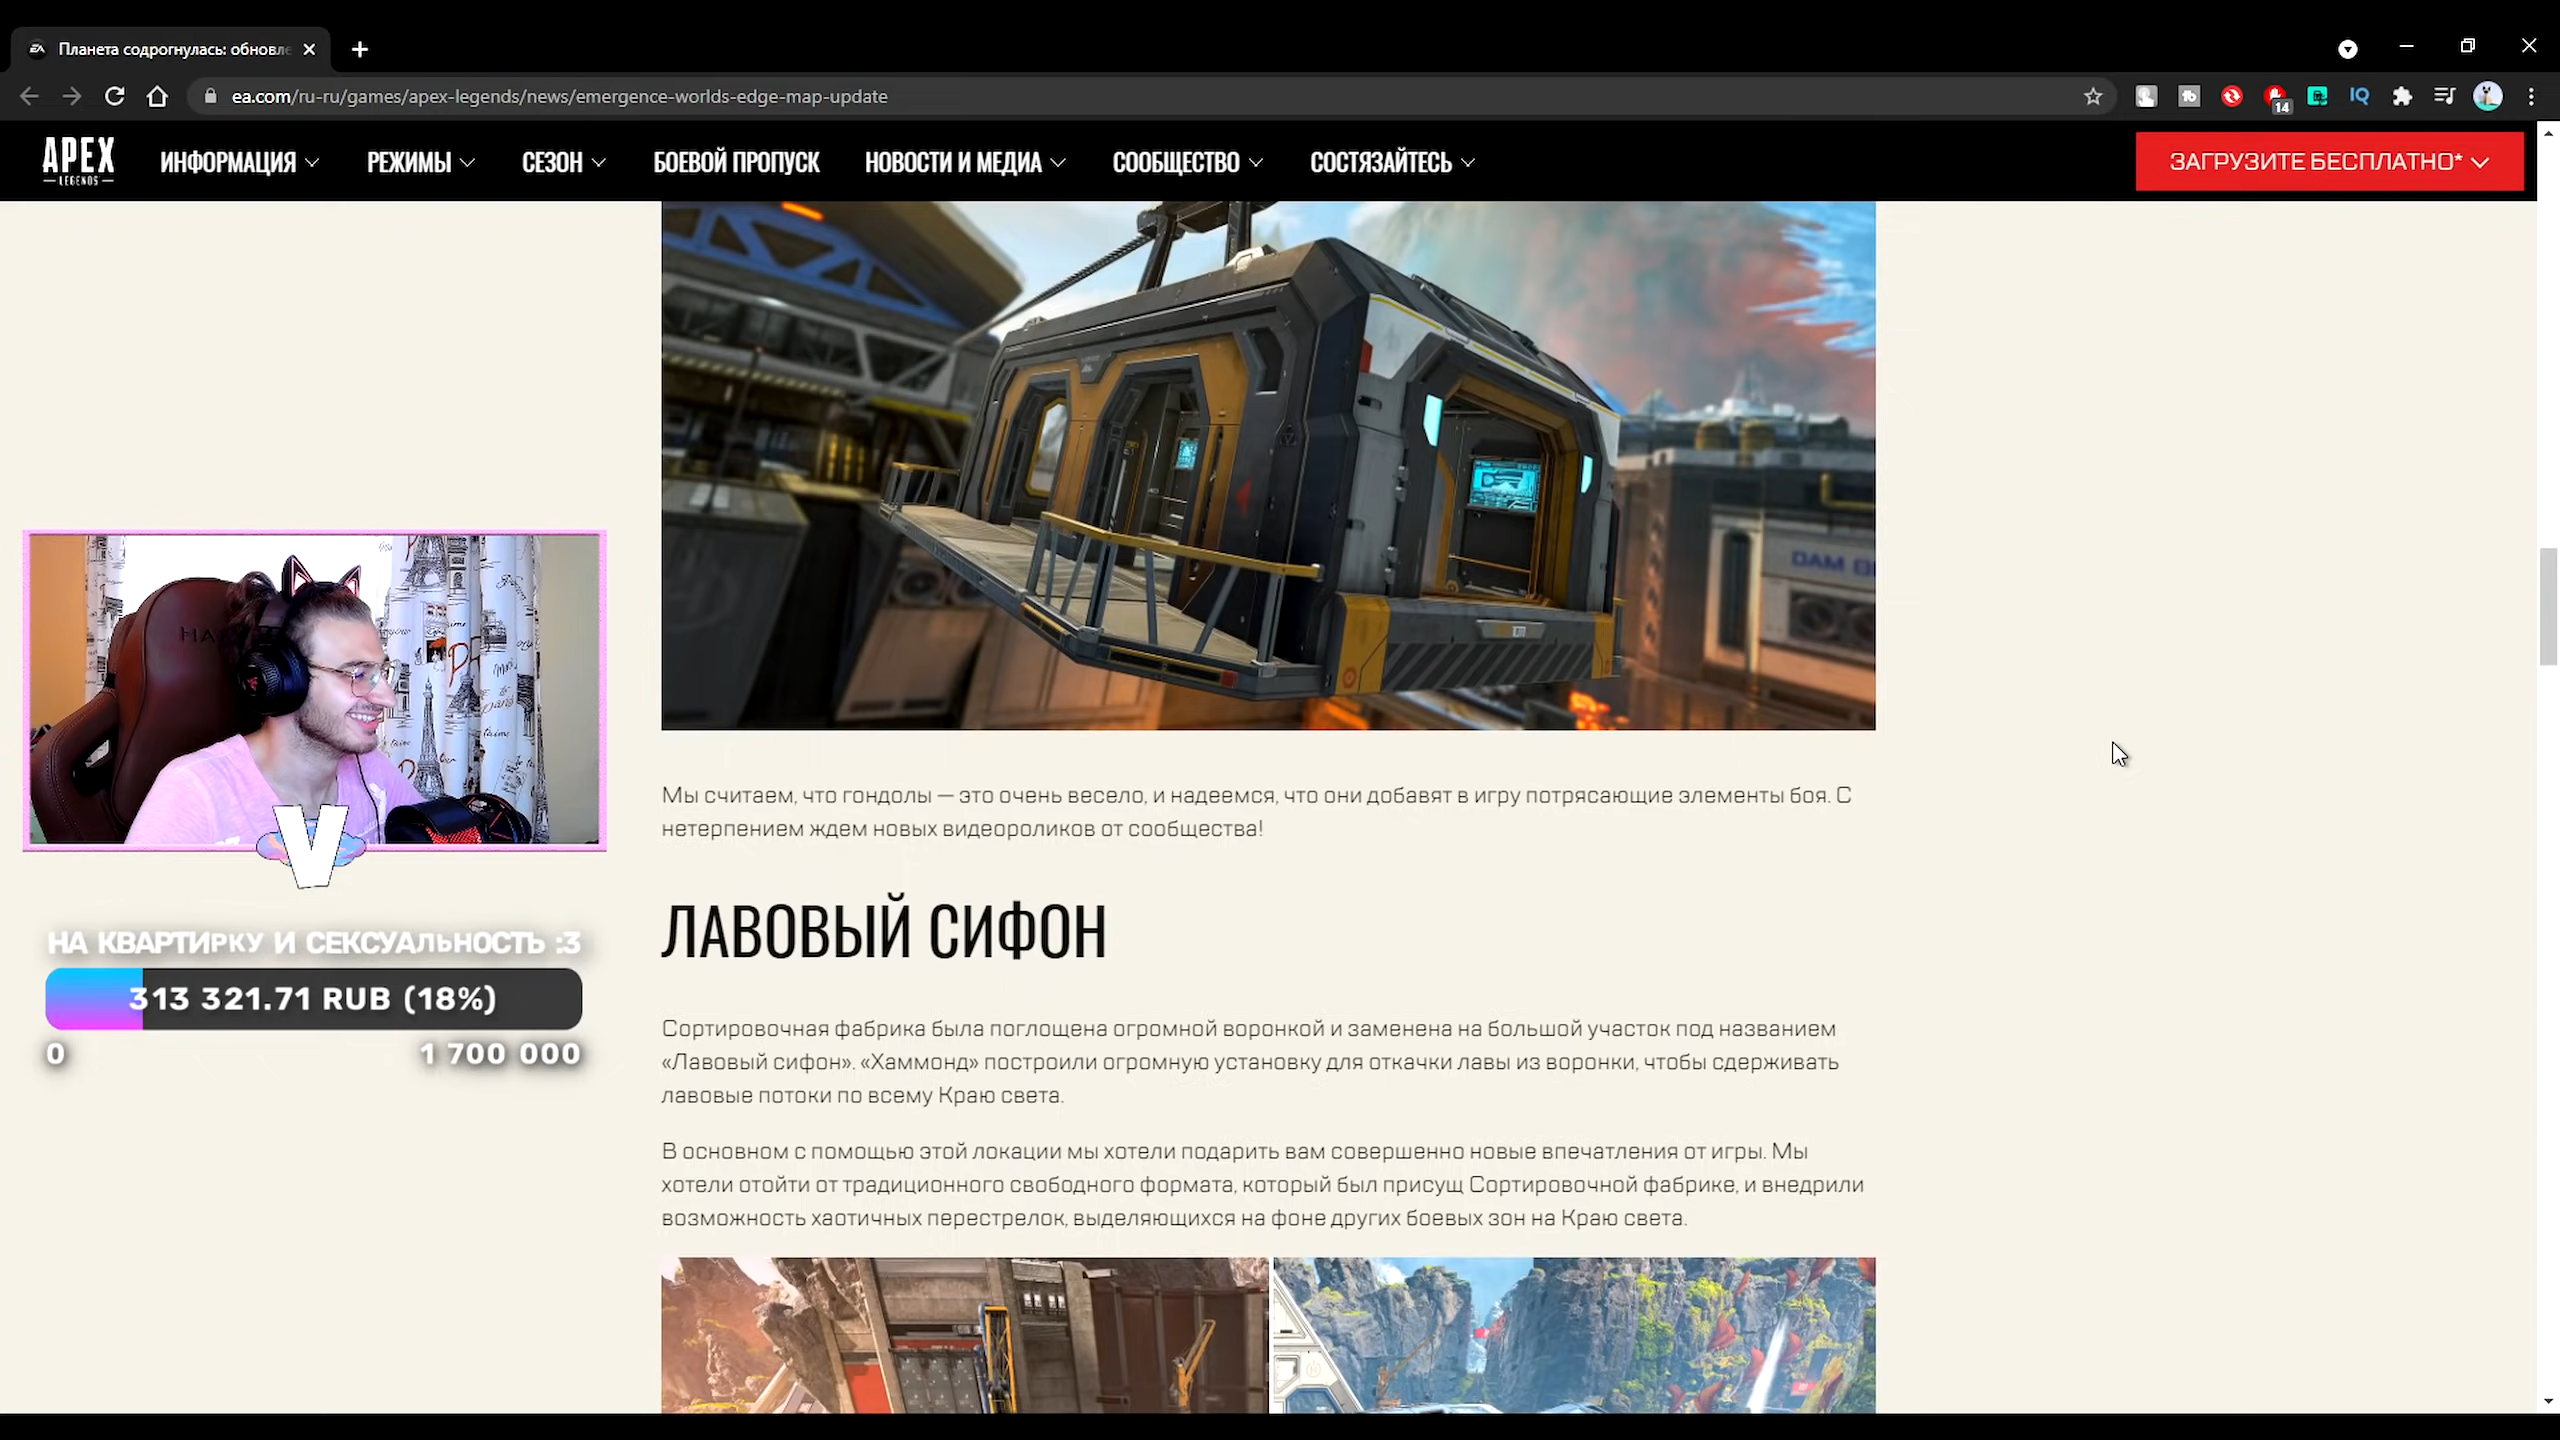 Планета содрогнулась: обновле
ea.com/ru-ru/games/apex-legends/news/emergence-worlds-edge-map-update
14
IQ
APEX
LEGENDS
ИНФОРМАЦИЯ
РЕЖИМЫ
СЕЗОН
БОЕВОЙ ПРОПУСК
НОВОСТИ И МЕДИА
СООБЩЕСТВО
СОСТЯЗАЙТЕСЬ
ЗАГРУЗИТЕ БЕСПЛАТНО*
Мы считаем, что гондолы — это очень весело, и надеемся, что они добавят в игру потрясающие элементы боя. С
нетерпением ждем новых видеороликов от сообщества!
V
НА КВАРТИРКУ И СЕКСУАЛЬНОСТЬ :3
313 321.71 RUB (18%)
0
1 700 000
ЛАВОВЫЙ СИФОН
Сортировочная фабрика была поглощена огромной воронкой и заменена на большой участок под названием
«Лавовый сифон». «Хаммонд» построили огромную установку для откачки лавы из воронки, чтобы сдерживать
лавовые потоки по всему Краю света.
В основном с помощью этой локации мы хотели подарить вам совершенно новые впечатления от игры. Мы
хотели отойти от традиционного свободного формата, который был присущ Сортировочной фабрике, и внедрили
возможность хаотичных перестрелок, выделяющихся на фоне других боевых зон на Краю света.